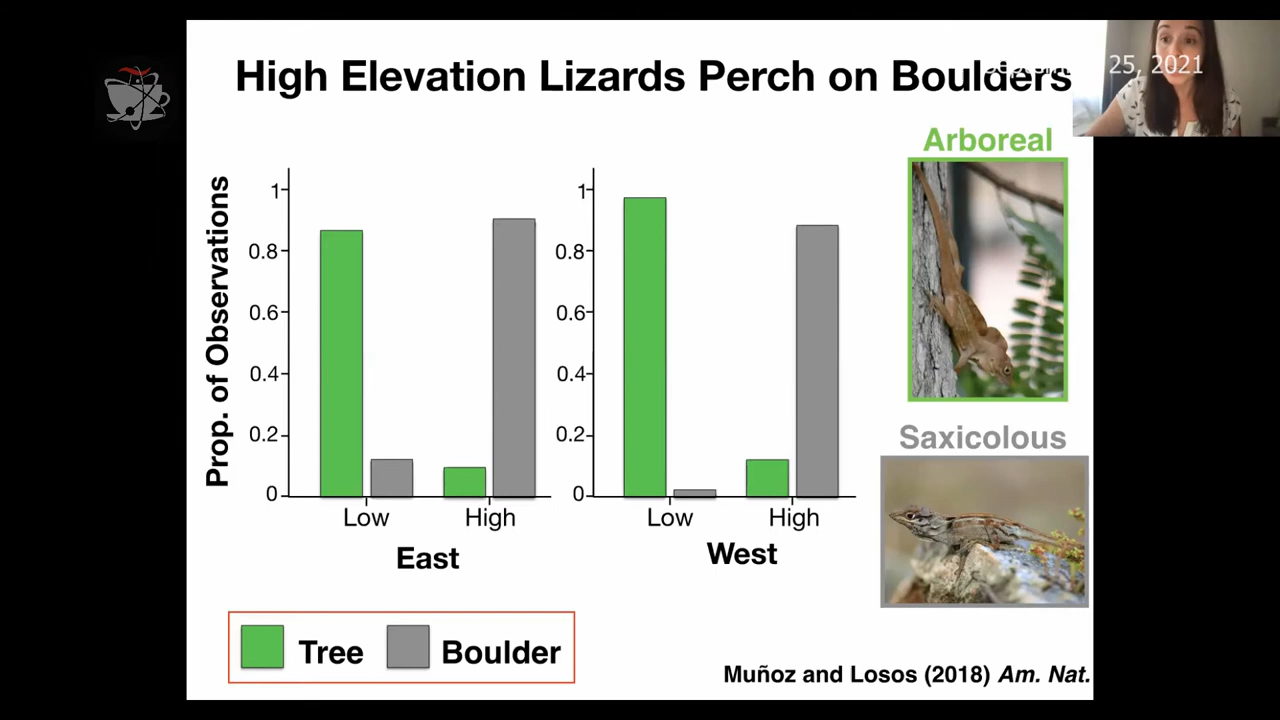 High Elevation Lizards Perch on Boulders
25, 2021
Arboreal
Prop. of Observations
1
0.8
0.6
0.4
0.2
0
Low
High
East
1
0.8
0.6
0.4
0.2
0
Low
High
West
Saxicolous
Tree
Boulder
Muñoz and Losos (2018) Am. Nat.